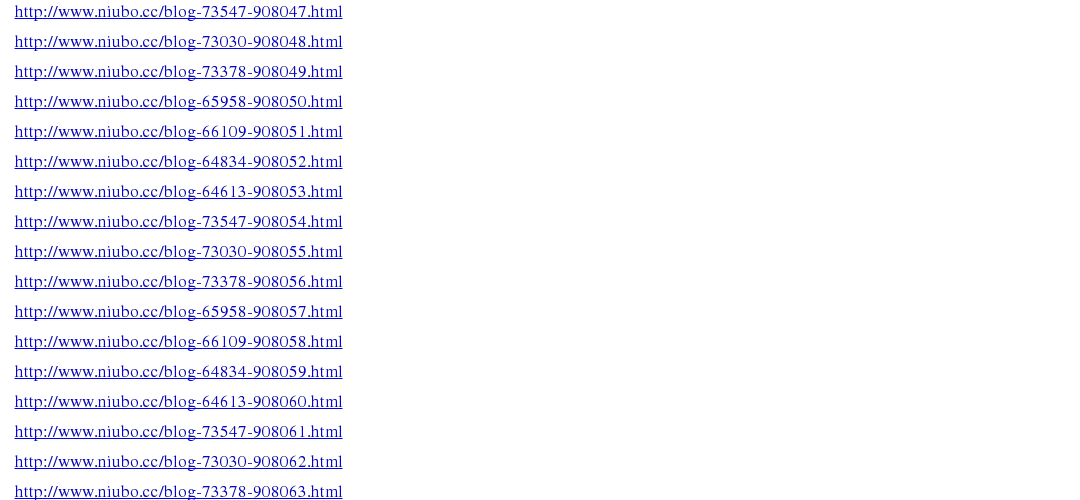 http://www.niubo.cc/blog-73547-908047.html
http://www.niubo.cc/blog-73030-908048.html
http://www.niubo.cc/blog-73378-908049.html
http://www.niubo.cc/blog-65958-908050.html
http://www.niubo.cc/blog-66109-908051.html
http://www.niubo.cc/blog-64834-908052.html
http://www.niubo.cc/blog-64613-908053.html
http://www.niubo.cc/blog-73547-908054.html
http://www.niubo.cc/blog-73030-908055.html
http://www.niubo.cc/blog-73378-908056.html
http://www.niubo.cc/blog-65958-908057.html
http://www.niubo.cc/blog-66109-908058.html
http://www.niubo.cc/blog-64834-908059.html
http://www.niubo.cc/blog-64613-908060.html
http://www.niubo.cc/blog-73547-908061.html
http://www.niubo.cc/blog-73030-908062.html
http://www.niubo.cc/blog-73378-908063.html